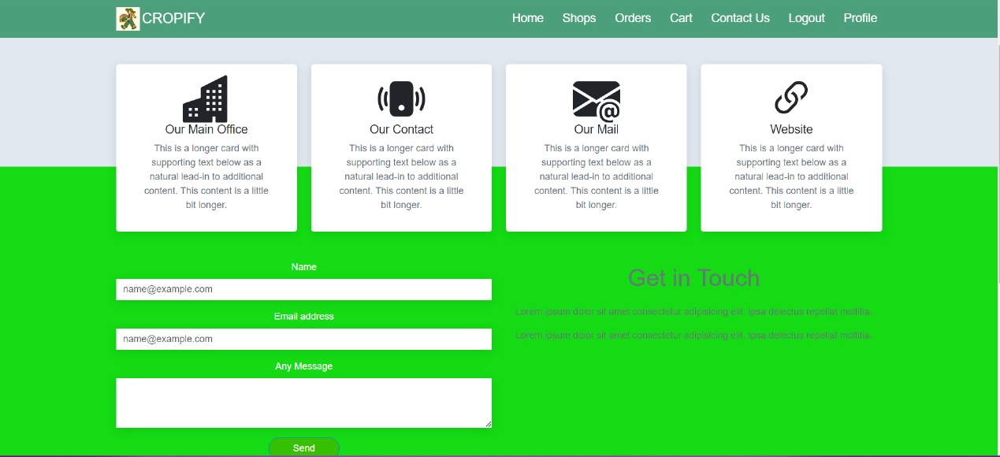 CROPIFY
Home Shops Orders Cart Contact Us Logout Profile
Our Main Office
This is a longer card with
supporting text below as a
natural lead-in to additional
content. This content is a little
bit longer.
Our Contact
This is a longer card with
supporting text below as a
natural lead-in to additional
content. This content is a little
bit longer.
@
Our Mail
This is a longer card with
supporting text below as a
natural lead-in to additional
content. This content is a little
bit longer.
Website
This is a longer card with
supporting text below as a
natural lead-in to additional
content. This content is a little
bit longer.
Name
name@example.com
Email address
name@example.com
Any Message
Send
Get in Touch
Lorem ipsum dolor sit amet consectetur adipisicing elit. Ipsa delectus repellat mollitia.
Lorem ipsum dolor sit amet consectetur adipisicing elit. Ipsa delectus repellat mollitia.